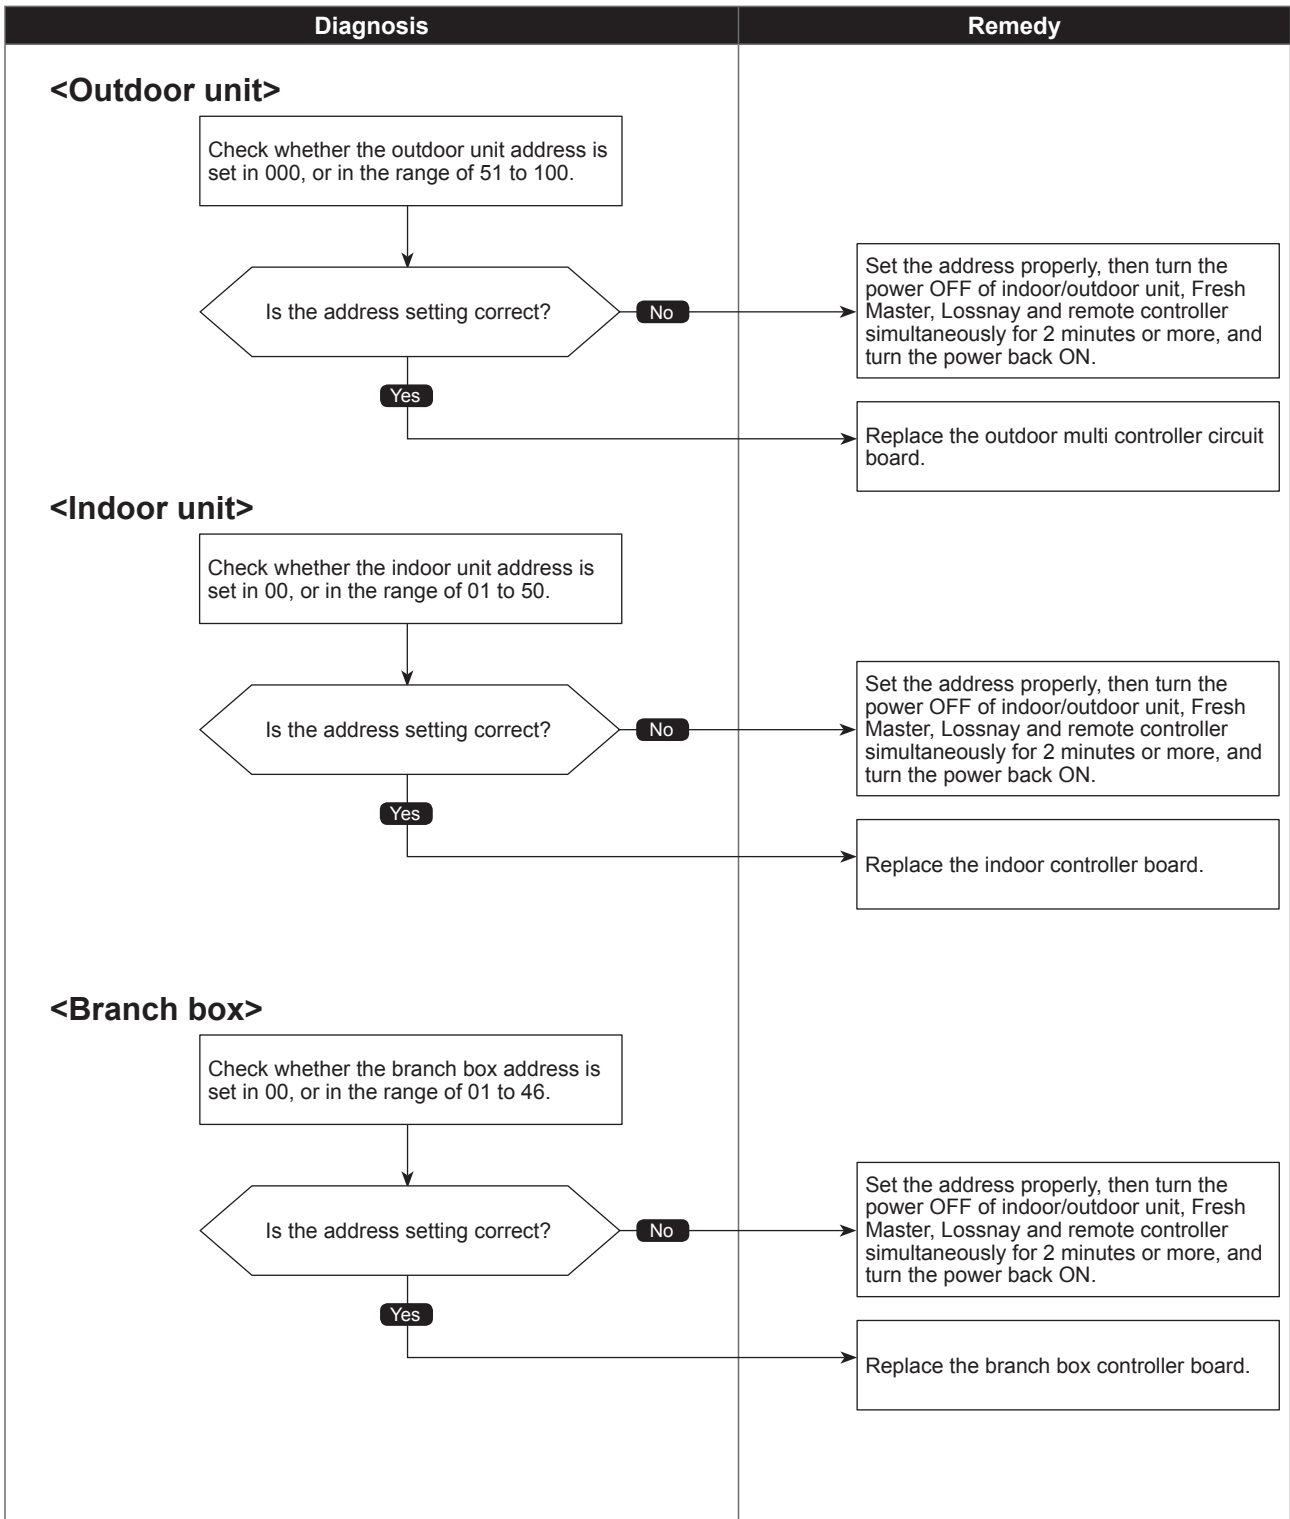 Diagnosis
Remedy
<Outdoor unit>
Check whether the outdoor unit address is
set in 000, or in the range of 51 to 100.
Is the address setting correct?
No
Set the address properly, then turn the
power OFF of indoor/outdoor unit, Fresh
Master, Lossnay and remote controller
simultaneously for 2 minutes or more, and
turn the power back ON.
Yes
Replace the outdoor multi controller circuit
board.
<Indoor unit>
Check whether the indoor unit address is
set in 00, or in the range of 01 to 50.
Is the address setting correct?
No
Set the address properly, then turn the
power OFF of indoor/outdoor unit, Fresh
Master, Lossnay and remote controller
simultaneously for 2 minutes or more, and
turn the power back ON.
Yes
Replace the indoor controller board.
<Branch box>
Check whether the branch box address is
set in 00, or in the range of 01 to 46.
Is the address setting correct?
No
Set the address properly, then turn the
power OFF of indoor/outdoor unit, Fresh
Master, Lossnay and remote controller
simultaneously for 2 minutes or more, and
turn the power back ON.
Yes
Replace the branch box controller board.